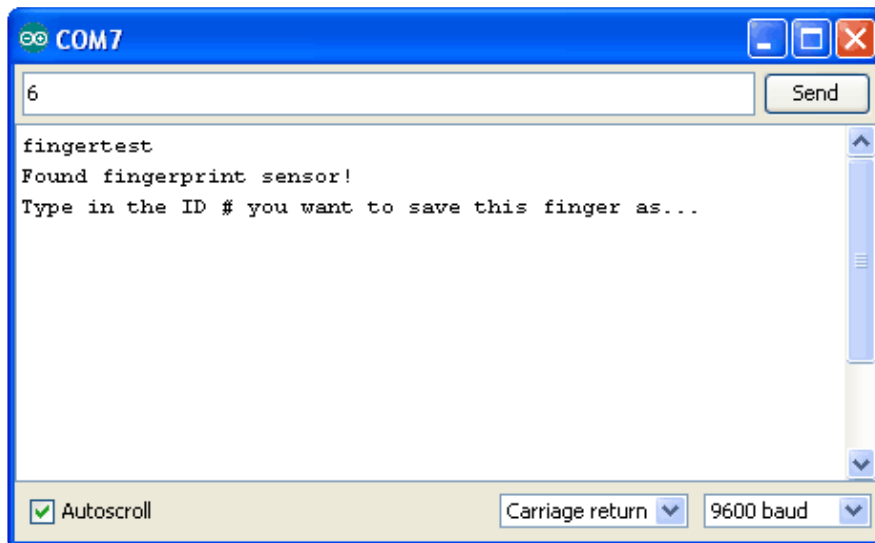 COM7
6
Send
fingertest
Found fingerprint sensor!
Type in the ID # you want to save this finger as...
Autoscroll
Carriage return
9600 baud